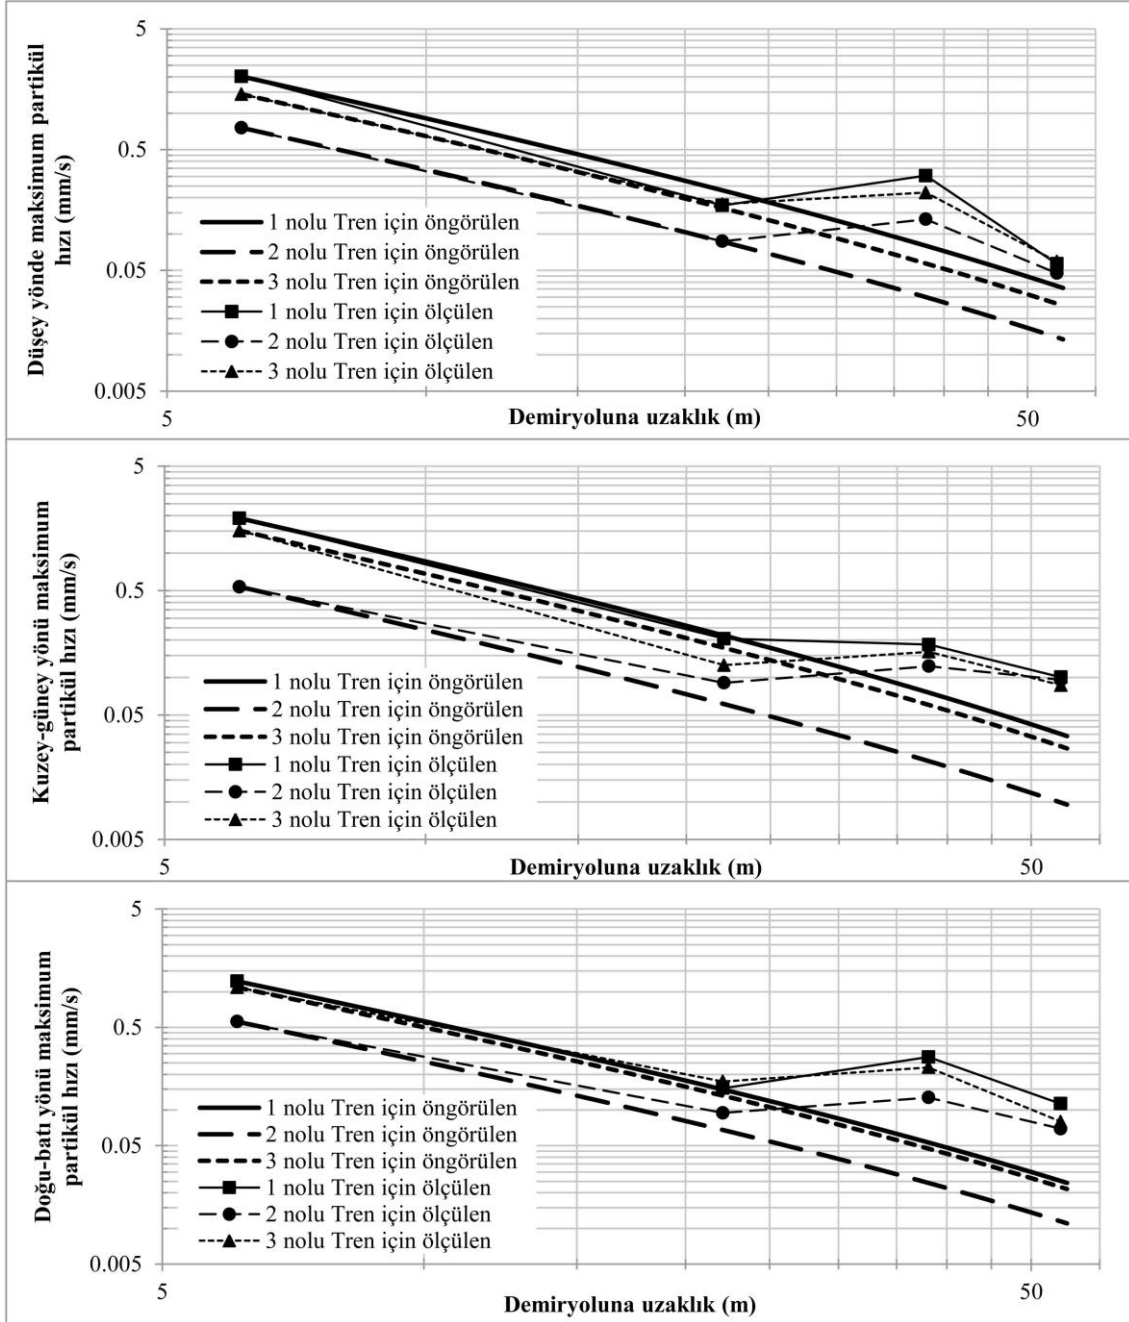 5
0.5
0.05
0.005
Düşey yönde maksimum partikül
hızı (mm/s)
1 nolu Tren için öngörülen
2 nolu Tren için öngörülen
3 nolu Tren için öngörülen
1 nolu Tren için ölçülen
2 nolu Tren için ölçülen
3 nolu Tren için ölçülen
5
50
Demiryoluna uzaklık (m)
5
0.5
0.05
0.005
Kuzey-güney yönü maksimum
partikül hızı (mm/s)
1 nolu Tren için öngörülen
2 nolu Tren için öngörülen
3 nolu Tren için öngörülen
1 nolu Tren için ölçülen
2 nolu Tren için ölçülen
3 nolu Tren için ölçülen
5
50
Demiryoluna uzaklık (m)
5
0.5
0.05
0.005
Doğu-batı yönü maksimum
partikül hızı (mm/s)
1 nolu Tren için öngörülen
2 nolu Tren için öngörülen
3 nolu Tren için öngörülen
1 nolu Tren için ölçülen
2 nolu Tren için ölçülen
3 nolu Tren için ölçülen
5
50
Demiryoluna uzaklık (m)